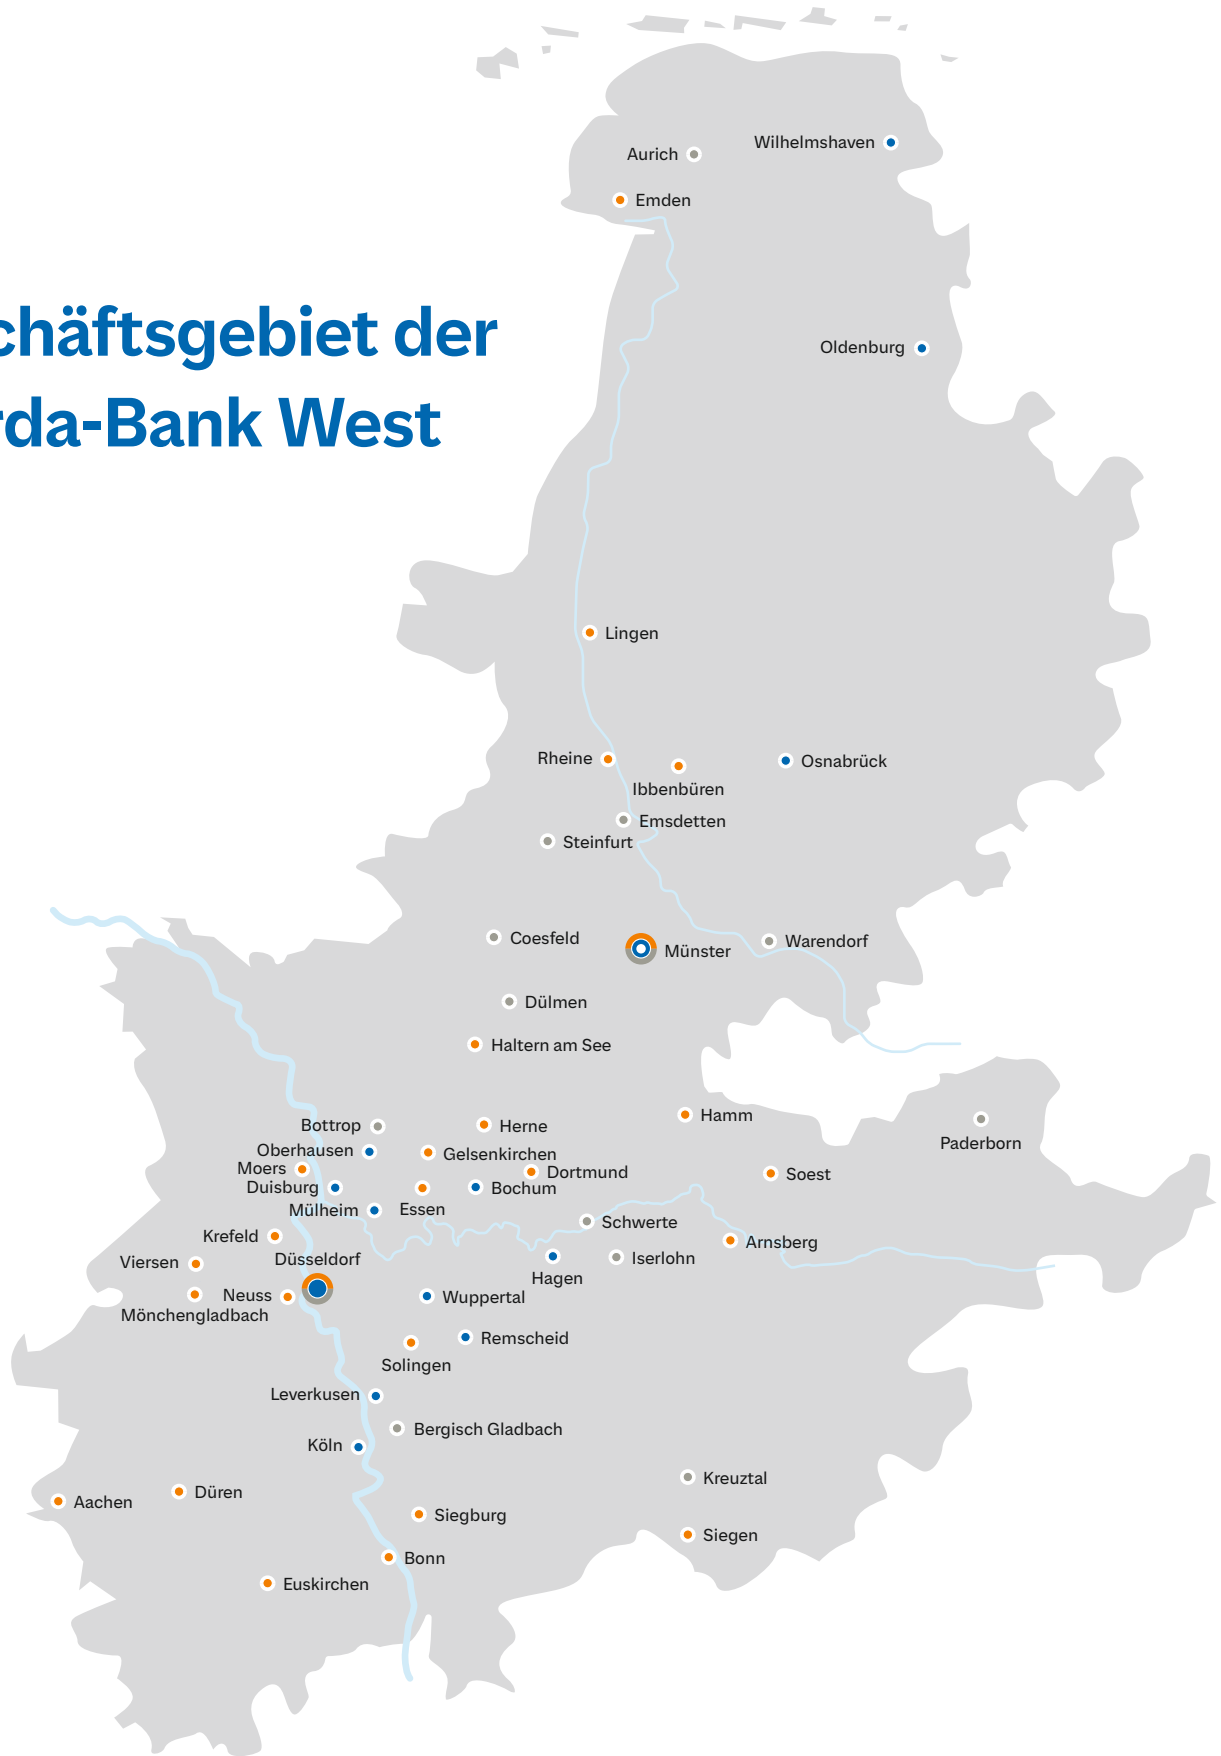 chäftsgebiet der
rda-Bank West
Wilhelmshaven
Aurich
Emden
Oldenburg
Lingen
Rheine
Osnabrück
Ibbenbüren
Emsdetten
Steinfurt
Coesfeld
Warendorf
Münster
Dülmen
Haltern am See
Hamm
Bottrop
Herne
Paderborn
Oberhausen
Gelsenkirchen
Moers
Dortmund
Soest
Duisburg
Bochum
Mülheim
Essen
Schwerte
Krefeld
Arnsberg
Viersen
Düsseldorf
Iserlohn
Hagen
Neuss
Wuppertal
Mönchengladbach
Remscheid
Solingen
Leverkusen
Bergisch Gladbach
Köln
Kreuztal
Düren
Aachen
Siegburg
Siegen
Bonn
Euskirchen